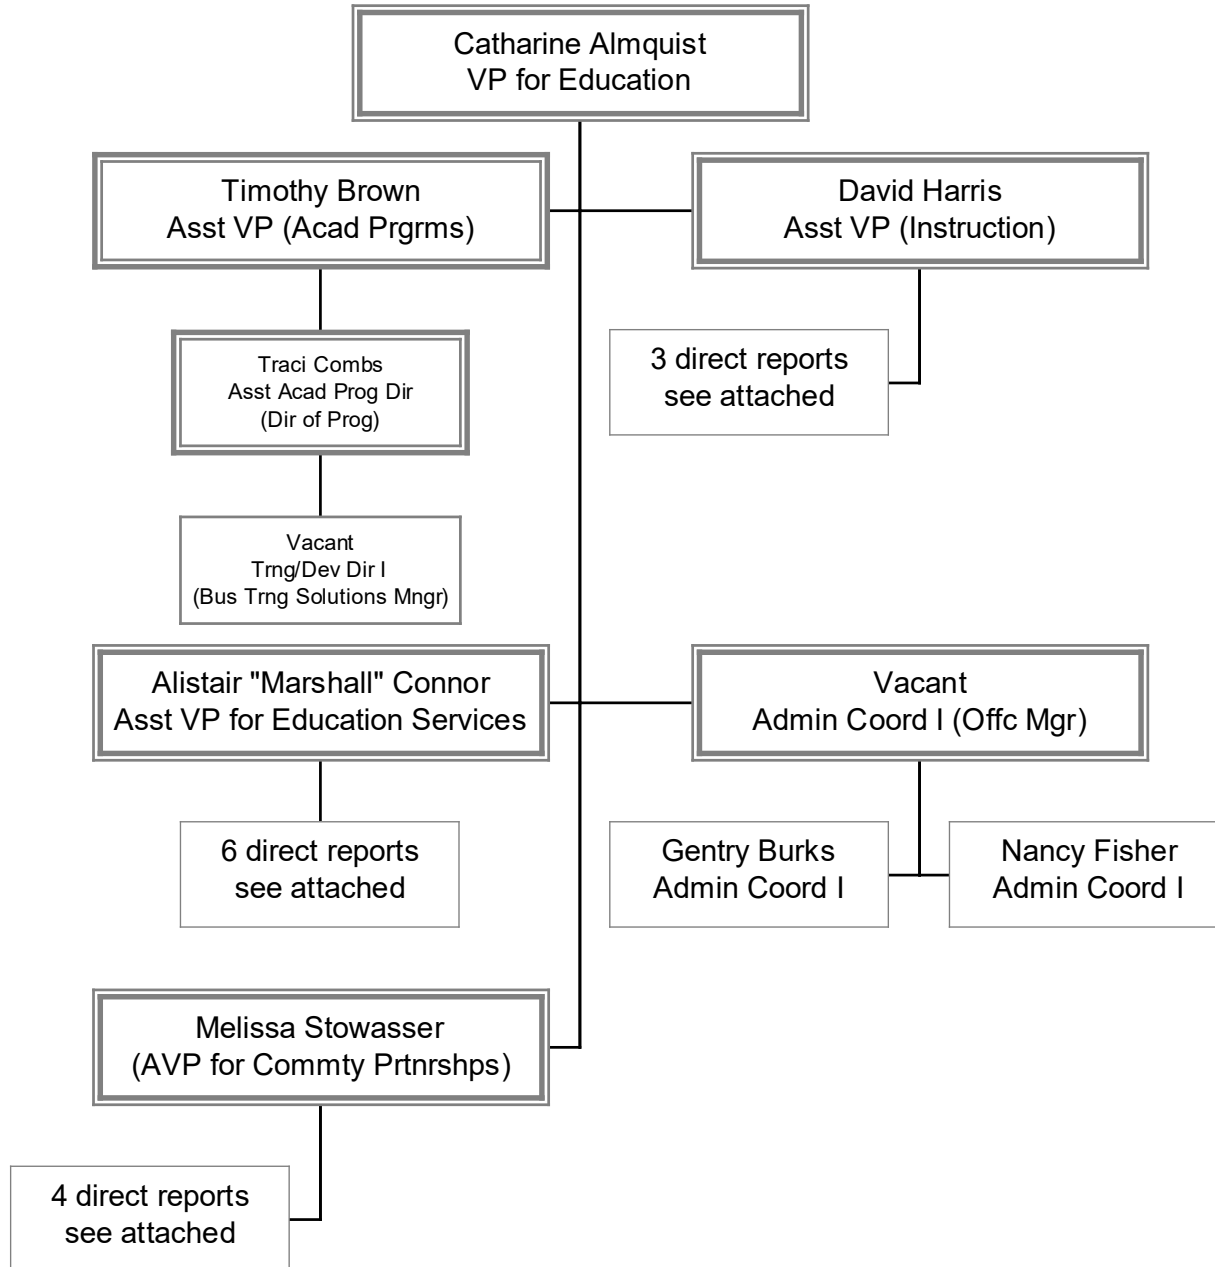 Catharine Almquist
VP for Education
Timothy Brown
Asst VP (Acad Prgrms)
David Harris
Asst VP (Instruction)
Traci Combs
Asst Acad Prog Dir
(Dir of Prog)
3 direct reports
see attached
Vacant
Trng/Dev Dir I
(Bus Trng Solutions Mngr)
Alistair "Marshall" Connor
Asst VP for Education Services
Vacant
Admin Coord I (Offc Mgr)
6 direct reports
see attached
Gentry Burks
Admin Coord I
Nancy Fisher
Admin Coord I
Melissa Stowasser
(AVP for Commty Prtnrshps)
4 direct reports
see attached